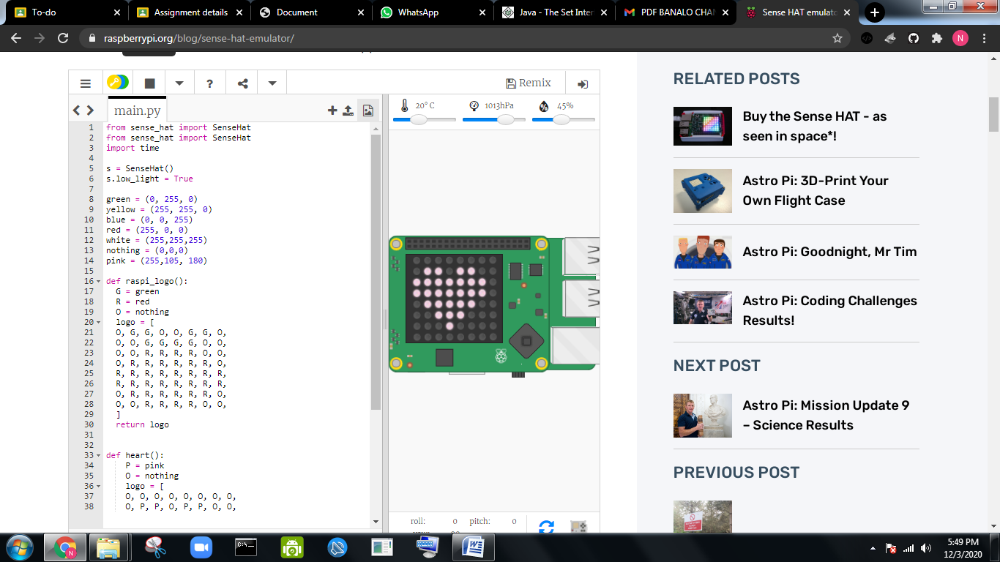 To-do
Assignment details
Document
WhatsApp
Java - The Set Inter
PDF BANALO CHAN
Sense HAT emulato
raspberrypi.org/blog/sense-hat-emulator/
N
?
Remix
main.py
20° C
1013hPa
45%
1 from sense_hat import SenseHat
2 from sense_hat import SenseHat
3 import time
4
5 s = SenseHat()
6 s.low_light = True
7
8 green = (0, 255, 0)
9 yellow = (255, 255, 0)
10 blue = (0, 0, 255)
11 red = (255, 0, 0)
12 white = (255,255,255)
13 nothing = (0,0,0)
14 pink = (255,105, 180)
15
16 def raspi_logo():
17 G = green
18 R = red
19 O = nothing
20 logo = [
21 O, G, G, O, O, G, G, O,
22 O, O, G, G, G, G, O, O,
23 O, O, R, R, R, R, O, O,
24 O, R, R, R, R, R, R, O,
25 R, R, R, R, R, R, R, R,
26 R, R, R, R, R, R, R, R,
27 O, R, R, R, R, R, R, O,
28 O, O, R, R, R, R, O, O,
29 ]
30 return logo
31
32
33 def heart():
34 P = pink
35 O = nothing
36 logo = [
37 O, O, O, O, O, O, O, O,
38 O, P, P, O, P, P, O, O,
roll: 0 pitch: 0
RELATED POSTS
Buy the Sense HAT - as
seen in space*!
Astro Pi: 3D-Print Your
Own Flight Case
Astro Pi: Goodnight, Mr Tim
Astro Pi: Coding Challenges
Results!
NEXT POST
Astro Pi: Mission Update 9
– Science Results
PREVIOUS POST
5:49 PM
12/3/2020